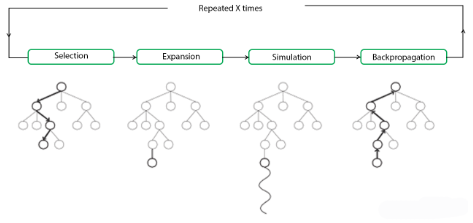 Repeated X times
Selection
Expansion
Simulation
Backpropagation